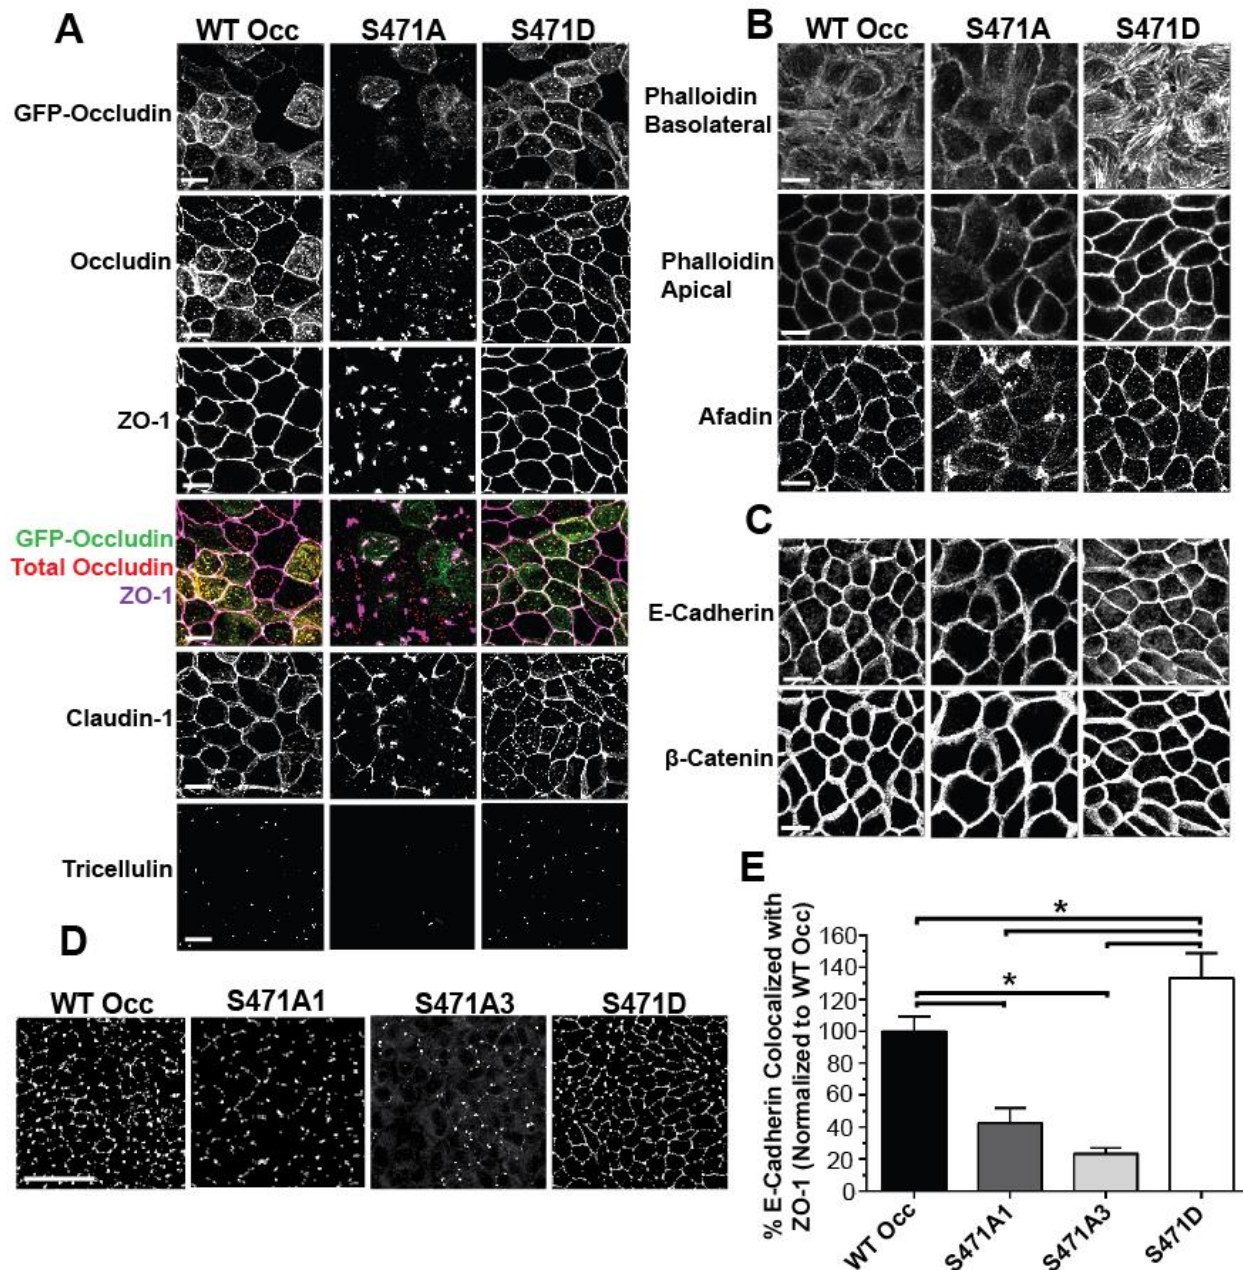 A
WT Occ S471A S471D
GFP-Occludin
Occludin
ZO-1
GFP-Occludin
Total Occludin
ZO-1
Claudin-1
Tricellulin
B
WT Occ S471A S471D
Phalloidin
Basolateral
Phalloidin
Apical
Afadin
C
E-Cadherin
β-Catenin
D
WT Occ S471A1 S471A3 S471D
E
% E-Cadherin Colocalized with
ZO-1 (Normalized to WT Occ)
160
140
120
100
80
60
40
20
0
*
*
WT Occ S471A1 S471A3 S471D